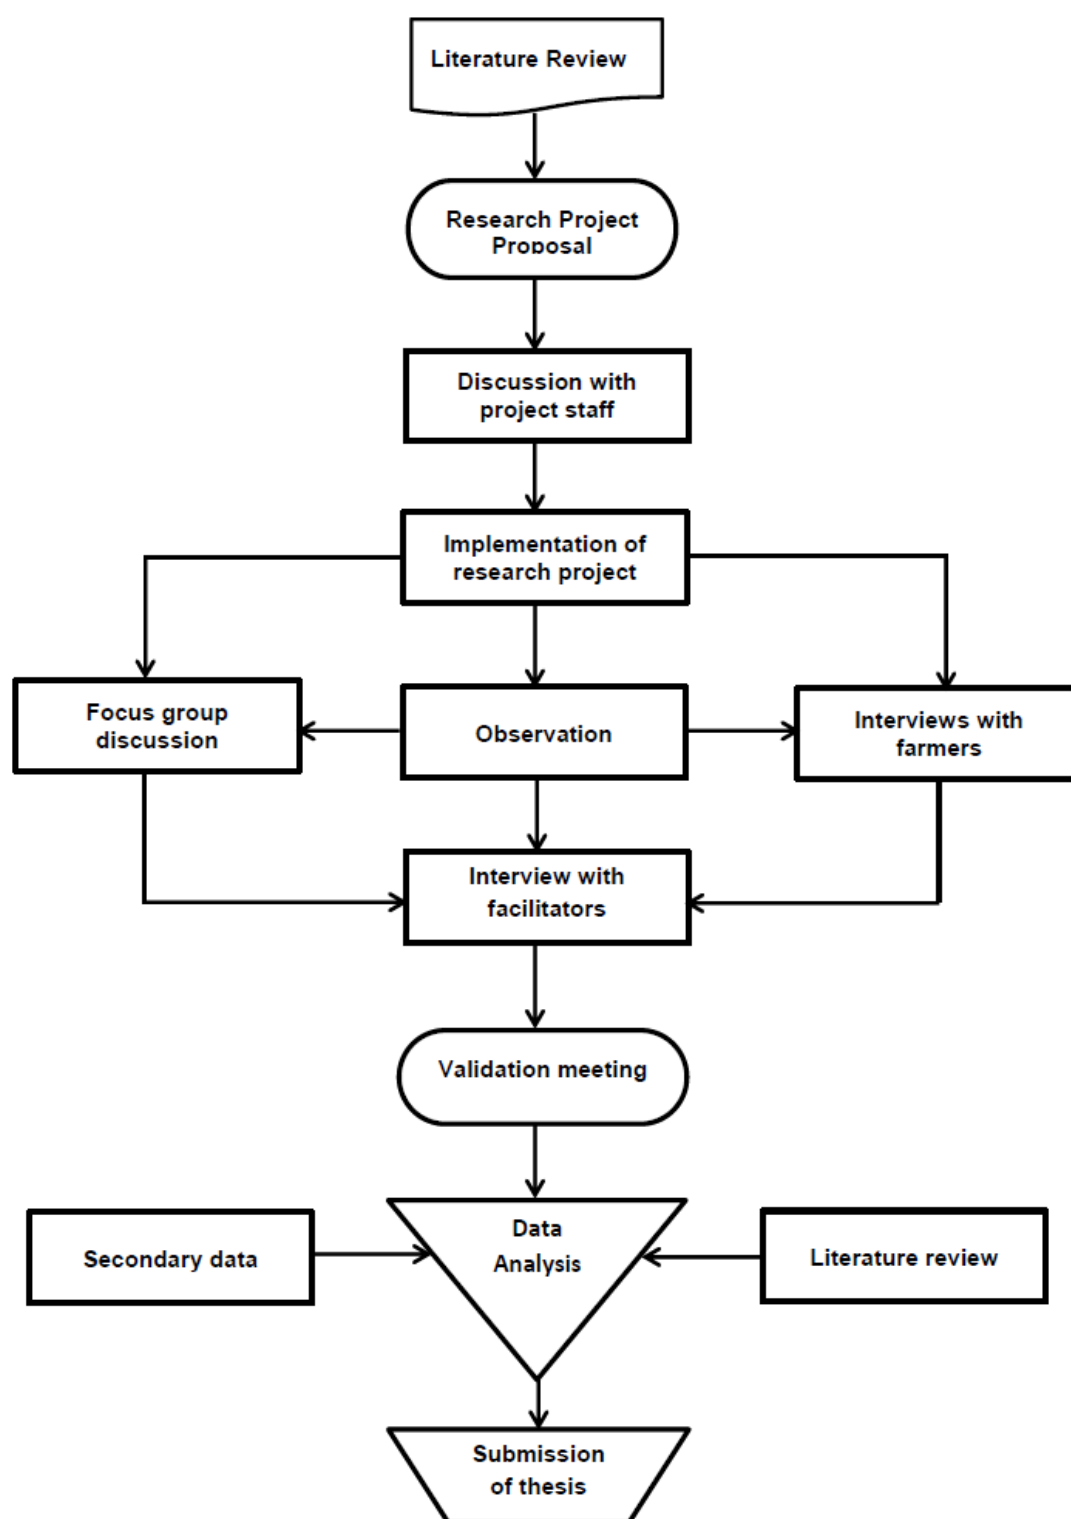 Literature Review
Research Project
Proposal
Discussion with
project staff
Implementation of
research project
Focus group
discussion
Observation
Interviews with
farmers
Interview with
facilitators
Validation meeting
Secondary data
Data
Analysis
Literature review
Submission
of thesis